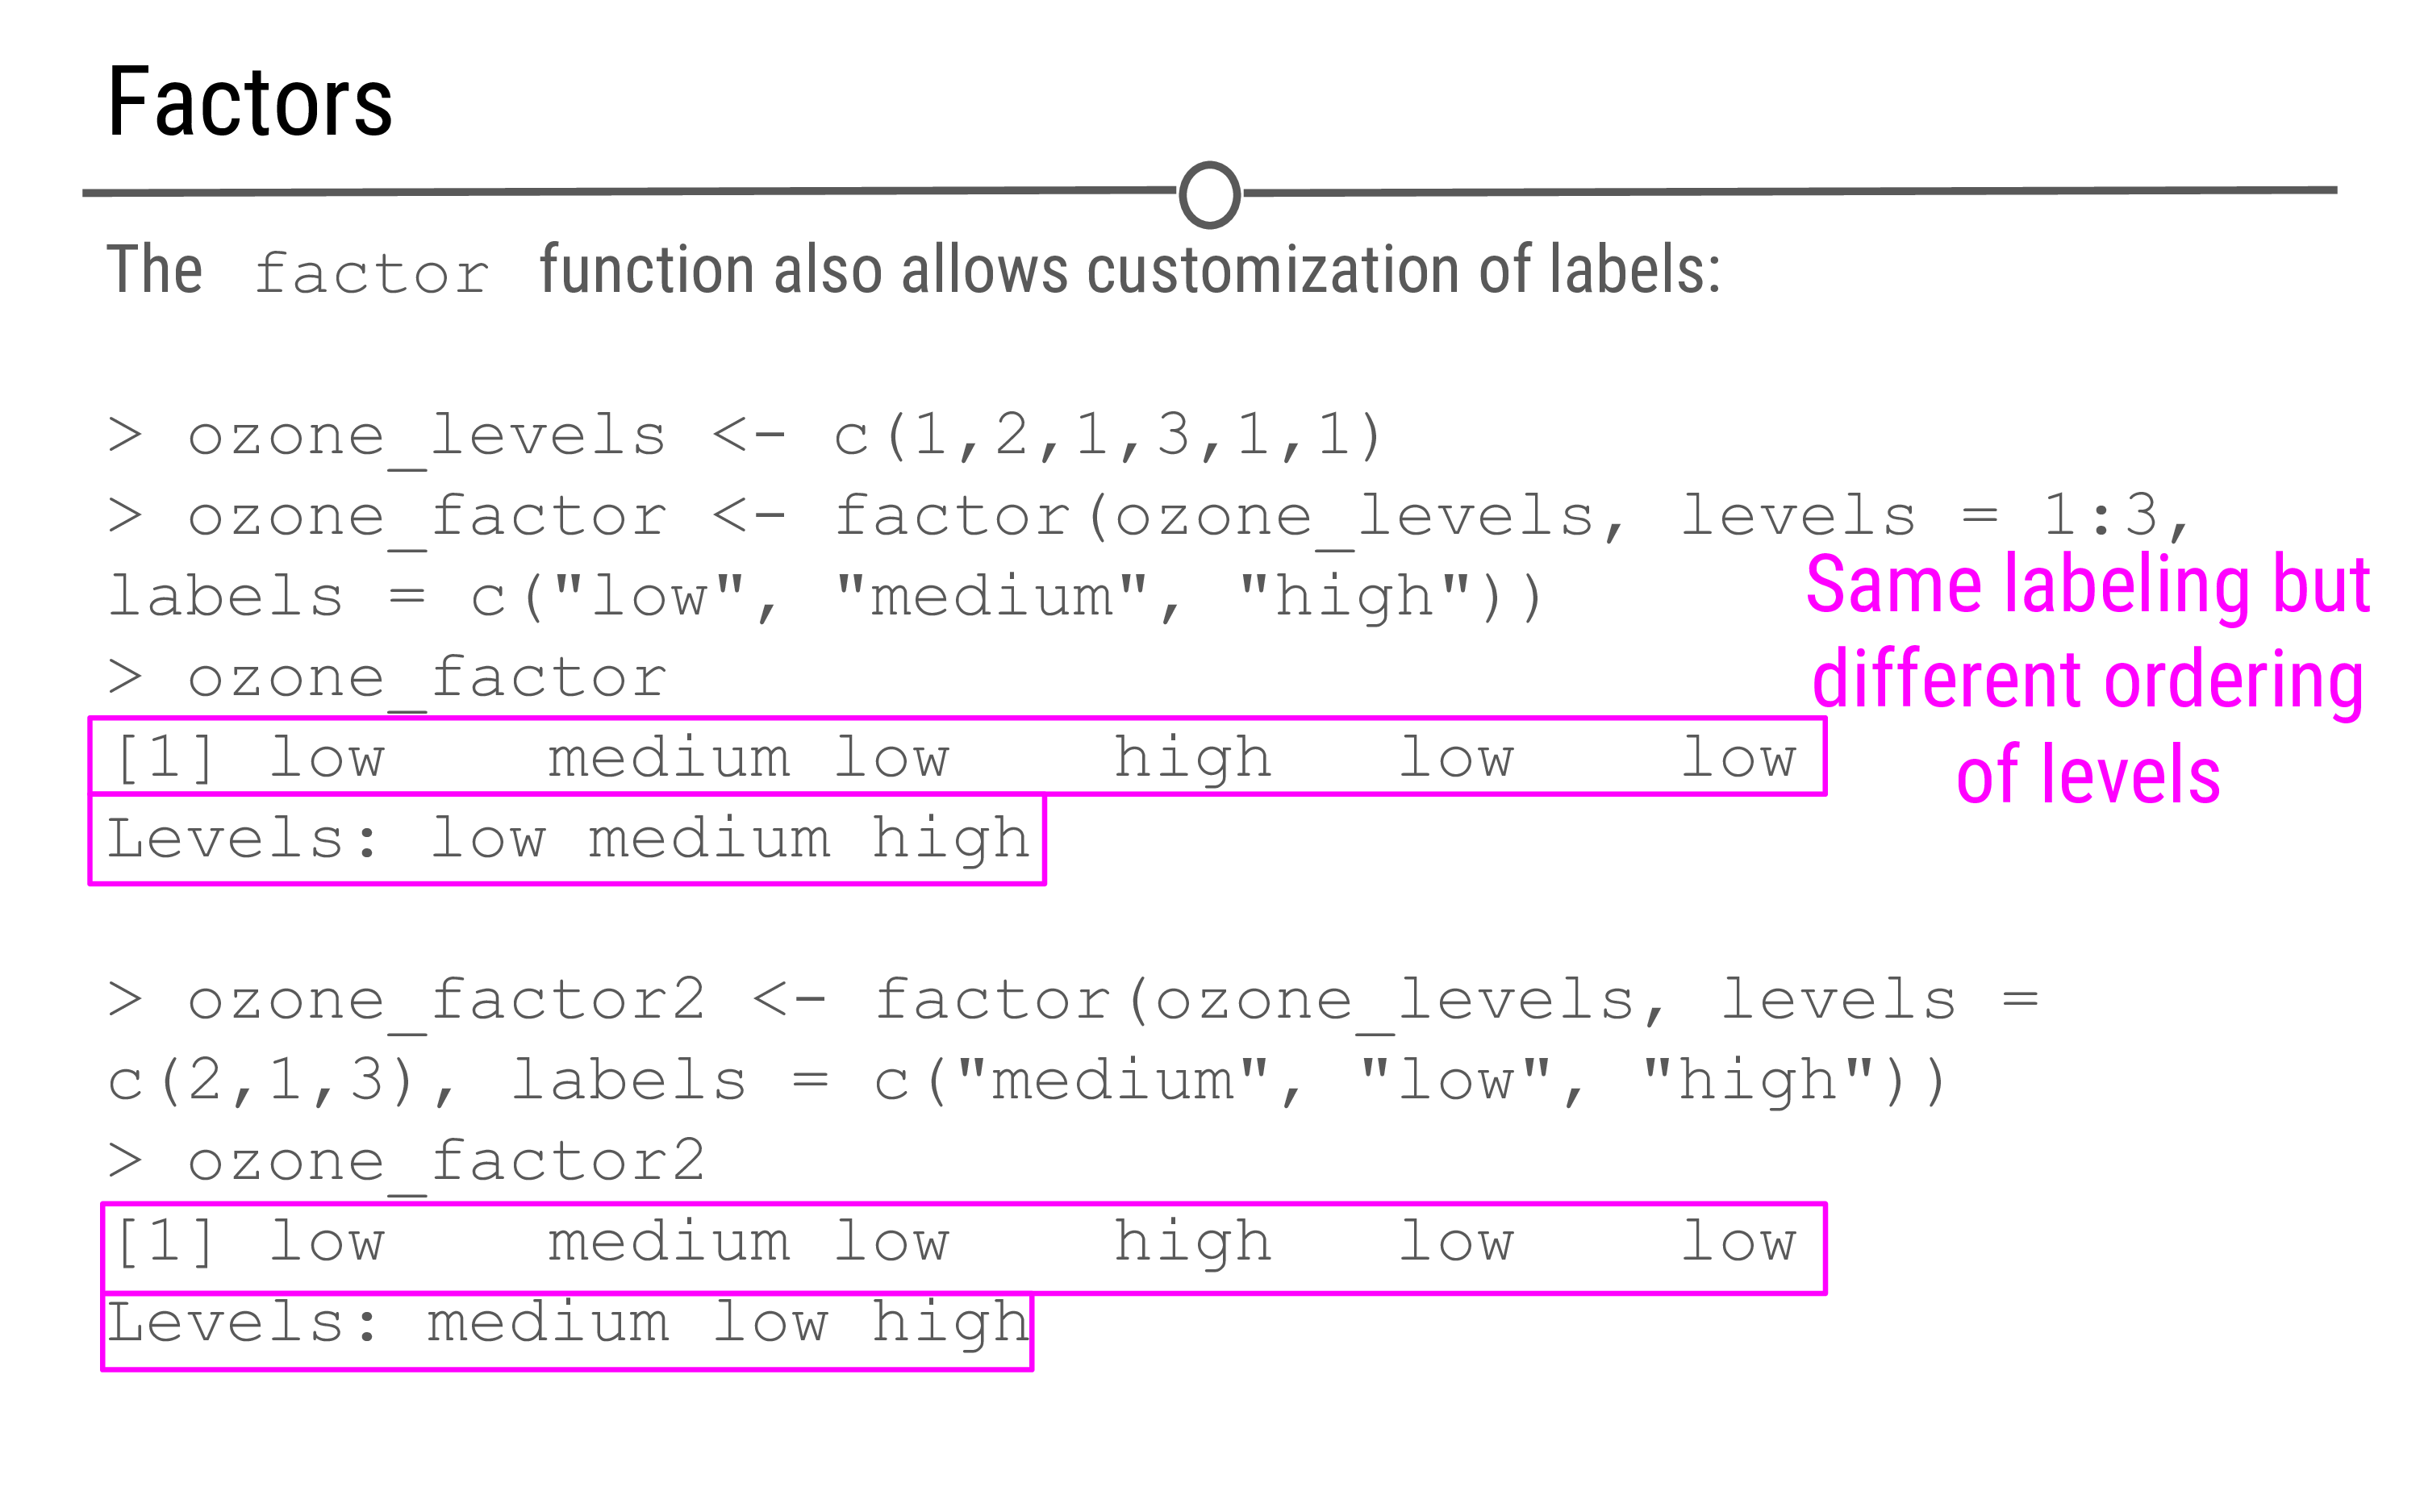 Factors
The factor function also allows customization of labels:
> ozone_levels <- c(1,2,1,3,1,1)
> ozone_factor <- factor(ozone_levels, levels = 1:3,
labels = c("low", "medium", "high"))
> ozone_factor
[1] low    medium low    high   low    low
Levels: low medium high
Same labeling but
different ordering
of levels
> ozone_factor2 <- factor(ozone_levels, levels =
c(2,1,3), labels = c("medium", "low", "high"))
> ozone_factor2
[1] low    medium low    high   low    low
Levels: medium low high